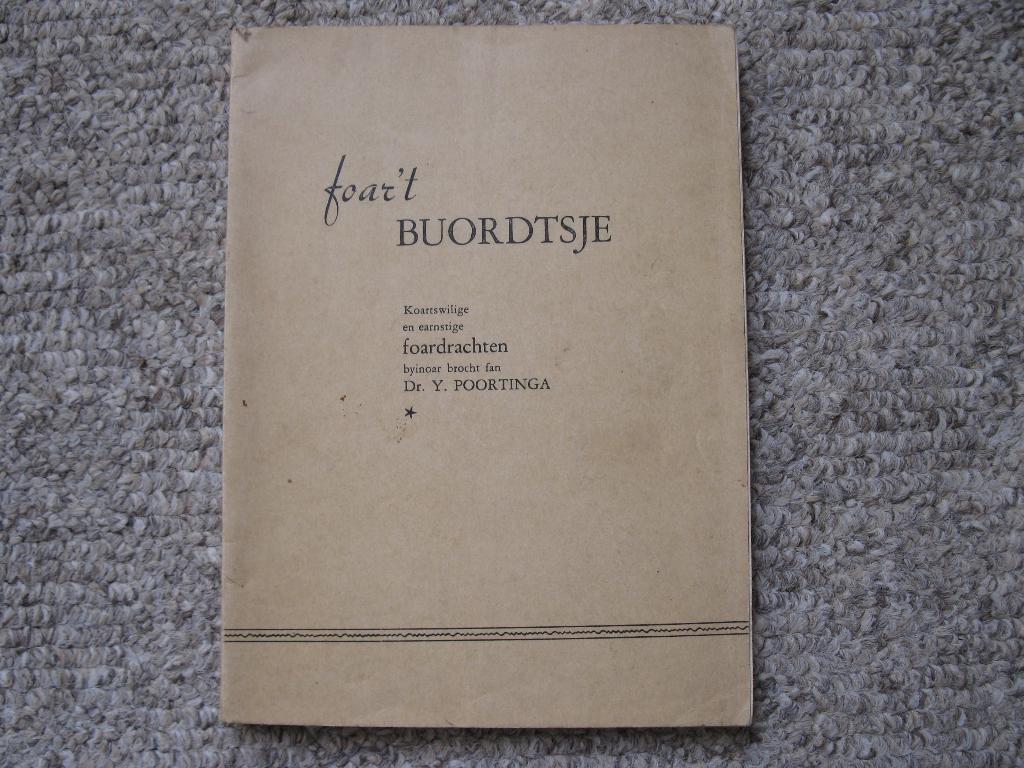 foar't
BUORDTSJE
Koartswilige
en earnstige
foardrachten
byinoar brocht fan
Dr. Y. POORTINGA